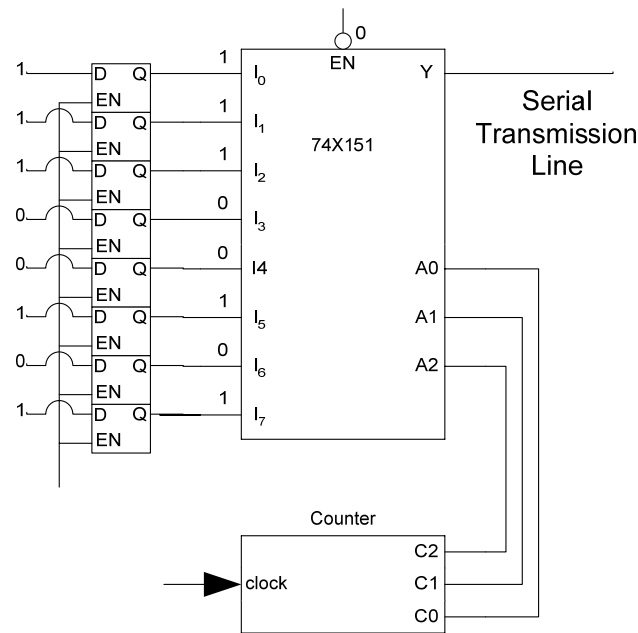 0
1 D Q 1 I0 EN Y
EN
1 D Q 1 I1 Serial
EN 74X151 Transmission
1 D Q 1 I2 Line
EN
0 D Q 0 I3
EN
0 D Q 0 I4 A0
EN
1 D Q 1 I5 A1
EN
0 D Q 0 I6 A2
EN
1 D Q 1 I7
EN
Counter
C2
clock C1
C0